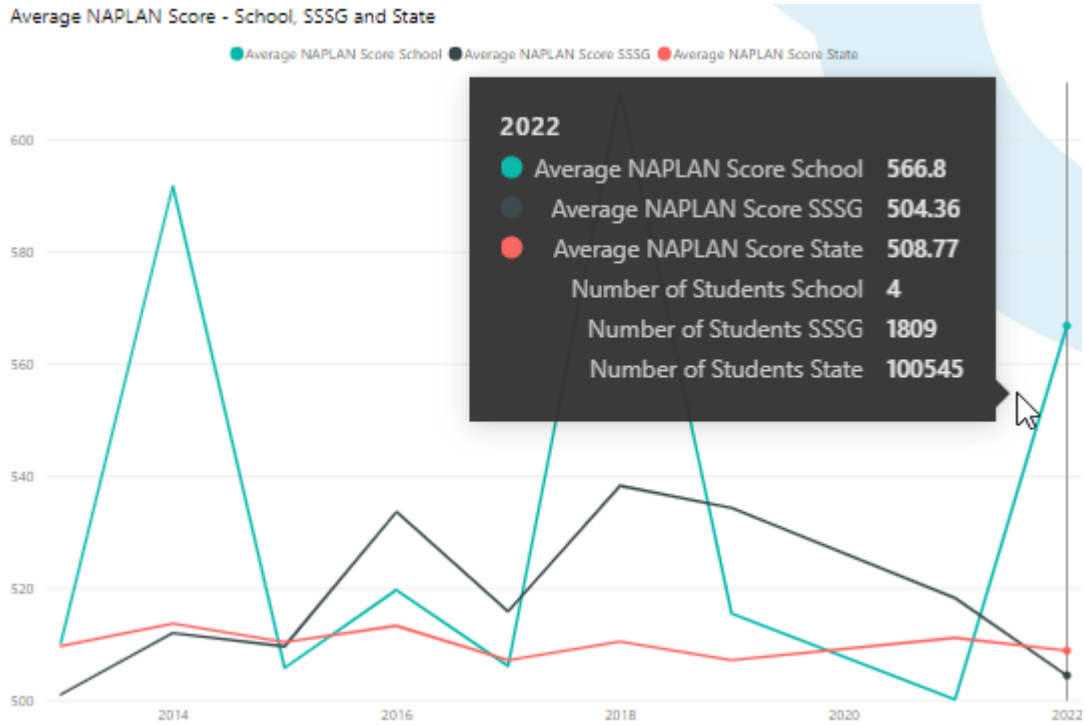 Average NAPLAN Score - School, SSSG and State
Average NAPLAN Score School Average NAPLAN Score SSSG Average NAPLAN Score State
2022
Average NAPLAN Score School 566.8
Average NAPLAN Score SSSG 504.36
Average NAPLAN Score State 508.77
Number of Students School 4
Number of Students SSSG 1809
Number of Students State 100545
600
580
560
540
520
500
2014 2016 2018 2020 2022